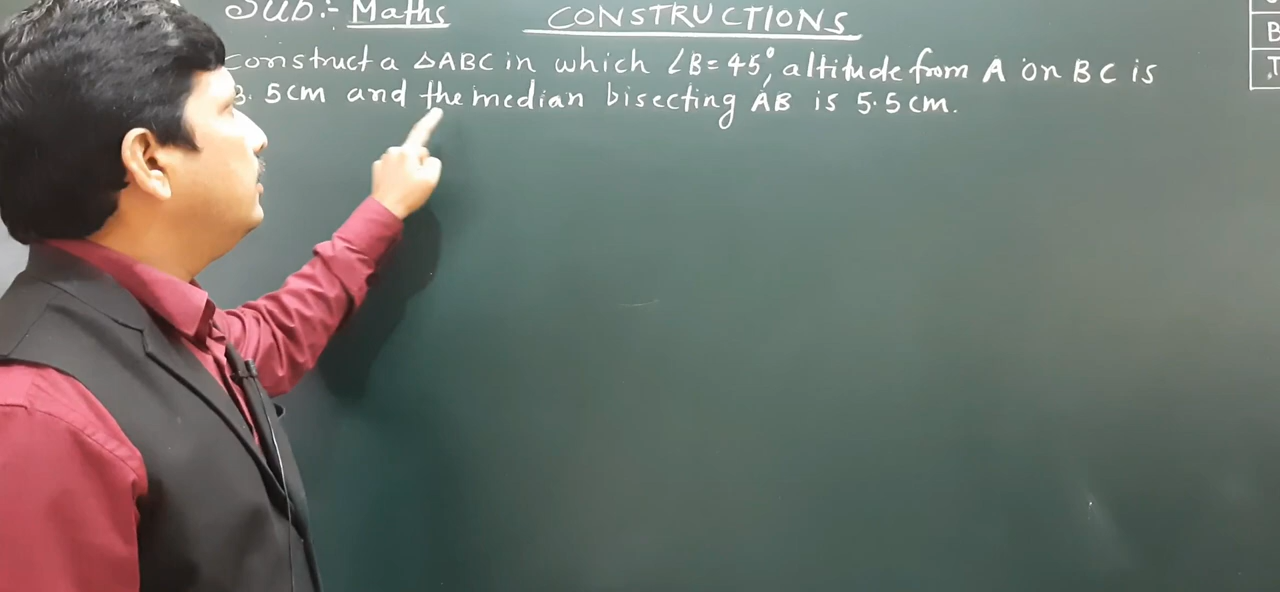 Sub:- Maths CONSTRUCTIONS
Construct a △ABC in which ∠B = 45°, altitude from A on BC is
3.5cm and the median bisecting AB is 5.5cm.
B
T